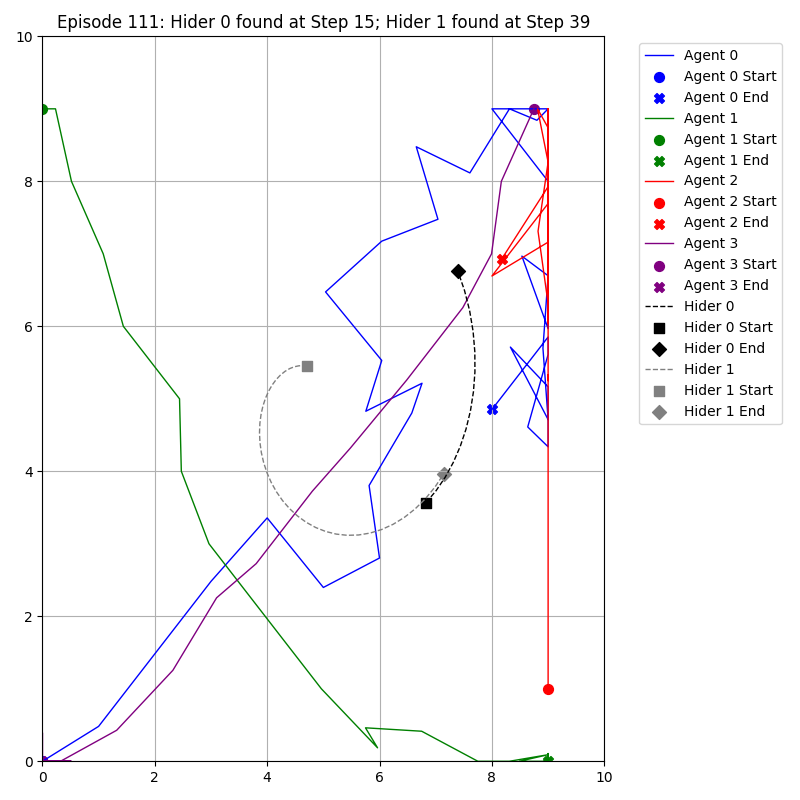 Episode 111: Hider 0 found at Step 15; Hider 1 found at Step 39
10
8
6
4
2
0
0 2 4 6 8 10
Agent 0
Agent 0 Start
Agent 0 End
Agent 1
Agent 1 Start
Agent 1 End
Agent 2
Agent 2 Start
Agent 2 End
Agent 3
Agent 3 Start
Agent 3 End
Hider 0
Hider 0 Start
Hider 0 End
Hider 1
Hider 1 Start
Hider 1 End